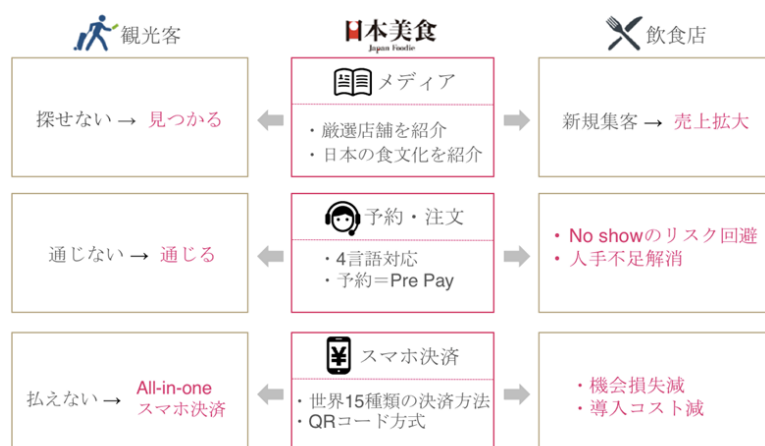 観光客
日本美食
Japan Foodie
飲食店
探せない → 見つかる
メディア
・厳選店舗を紹介
・日本の食文化を紹介
新規集客 → 売上拡大
通じない → 通じる
予約・注文
・4言語対応
・予約＝Pre Pay
・No showのリスク回避
・人手不足解消
払えない → All-in-one
スマホ決済
¥
スマホ決済
・世界15種類の決済方法
・QRコード方式
・機会損失減
・導入コスト減